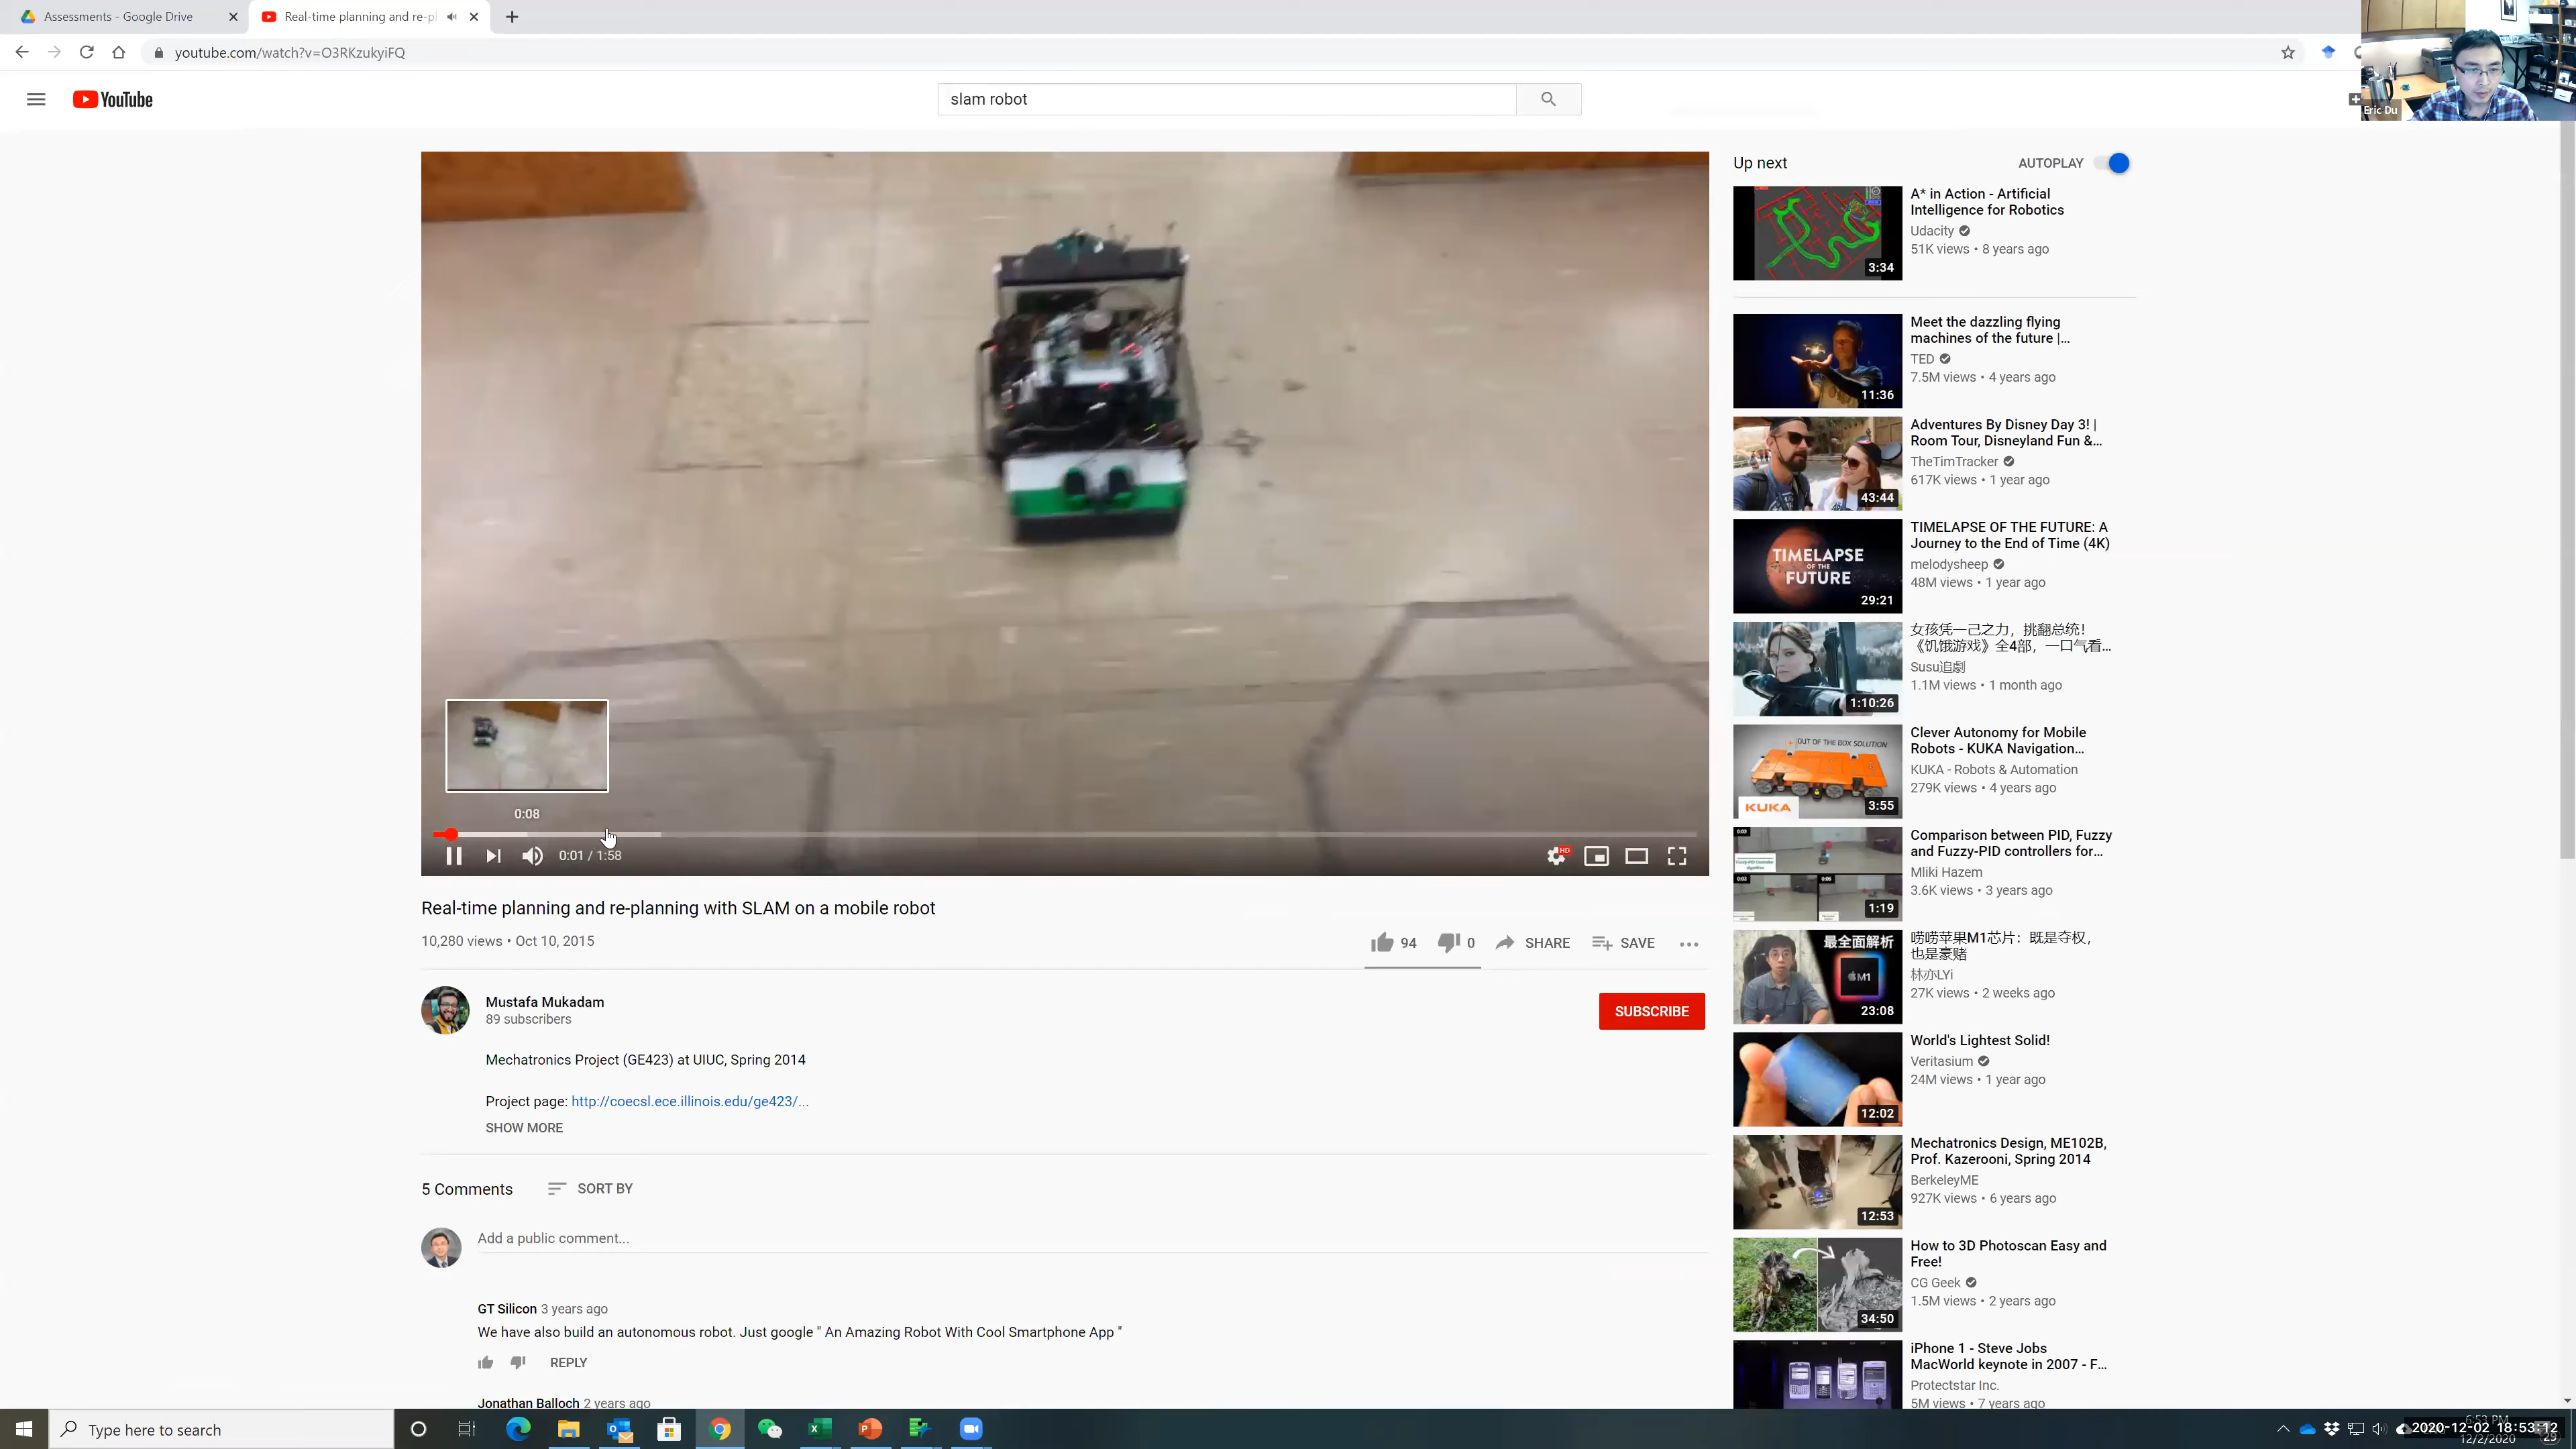 Assessments - Google Drive
Real-time planning and re-p
youtube.com/watch?v=O3RKzukyiFQ
YouTube
slam robot
Eric Du
0:08
0:01 / 1:58
HD
Real-time planning and re-planning with SLAM on a mobile robot
10,280 views • Oct 10, 2015
94
0
SHARE
SAVE
Mustafa Mukadam
89 subscribers
SUBSCRIBE
Mechatronics Project (GE423) at UIUC, Spring 2014
Project page: http://coecsl.ece.illinois.edu/ge423/...
SHOW MORE
5 Comments
SORT BY
Add a public comment...
GT Silicon 3 years ago
We have also build an autonomous robot. Just google " An Amazing Robot With Cool Smartphone App "
REPLY
Jonathan Balloch 2 years ago
Up next
AUTOPLAY
3:34
A* in Action - Artificial
Intelligence for Robotics
Udacity
51K views • 8 years ago
11:36
Meet the dazzling flying
machines of the future |...
TED
7.5M views • 4 years ago
43:44
Adventures By Disney Day 3! |
Room Tour, Disneyland Fun &...
TheTimTracker
617K views • 1 year ago
TIMELAPSE
OF THE
FUTURE
29:21
TIMELAPSE OF THE FUTURE: A
Journey to the End of Time (4K)
melodysheep
48M views • 1 year ago
1:10:26
女孩凭一己之力，挑翻总统！
《饥饿游戏》全4部，一口气看...
Susu追劇
1.1M views • 1 month ago
OUT OF THE BOX SOLUTION
KUKA
3:55
Clever Autonomy for Mobile
Robots - KUKA Navigation...
KUKA - Robots & Automation
279K views • 4 years ago
1:19
Comparison between PID, Fuzzy
and Fuzzy-PID controllers for...
Mliki Hazem
3.6K views • 3 years ago
最全面解析
M1
23:08
唠唠苹果M1芯片：既是夺权，
也是豪赌
林亦LYi
27K views • 2 weeks ago
12:02
World's Lightest Solid!
Veritasium
24M views • 1 year ago
12:53
Mechatronics Design, ME102B,
Prof. Kazerooni, Spring 2014
BerkeleyME
927K views • 6 years ago
34:50
How to 3D Photoscan Easy and
Free!
CG Geek
1.5M views • 2 years ago
iPhone 1 - Steve Jobs
MacWorld keynote in 2007 - F...
Protectstar Inc.
5M views • 7 years ago
Type here to search
6:53 PM
2020-12-02 18:53:12
12/2/2020